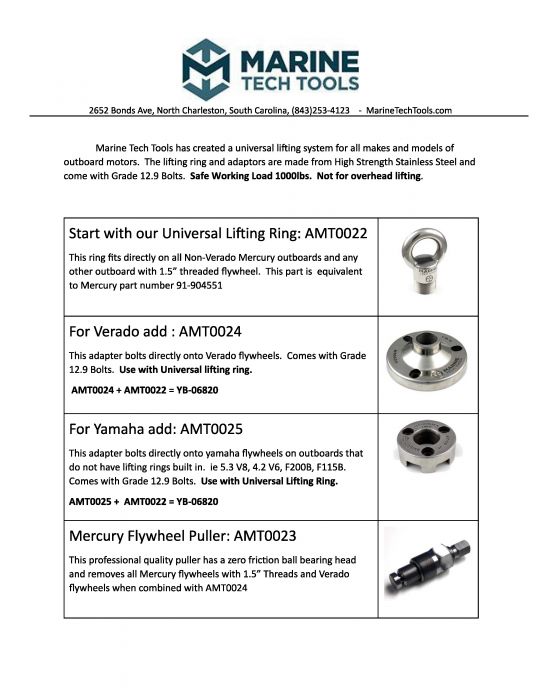 MARINE
TECH TOOLS
2652 Bonds Ave, North Charleston, South Carolina, (843)253-4123 - MarineTechTools.com
Marine Tech Tools has created a universal lifting system for all makes and models of
outboard motors. The lifting ring and adaptors are made from High Strength Stainless Steel and
come with Grade 12.9 Bolts. Safe Working Load 1000lbs. Not for overhead lifting.
Start with our Universal Lifting Ring: AMT0022
This ring fits directly on all Non-Verado Mercury outboards and any
other outboard with 1.5” threaded flywheel. This part is equivalent
to Mercury part number 91-904551
For Verado add : AMT0024
This adapter bolts directly onto Verado flywheels. Comes with Grade
12.9 Bolts. Use with Universal lifting ring.
AMT0024 + AMT0022 = YB-06820
MARINE
For Yamaha add: AMT0025
This adapter bolts directly onto yamaha flywheels on outboards that
do not have lifting rings built in. ie 5.3 V8, 4.2 V6, F200B, F115B.
Comes with Grade 12.9 Bolts. Use with Universal Lifting Ring.
AMT0025 + AMT0022 = YB-06820
Mercury Flywheel Puller: AMT0023
This professional quality puller has a zero friction ball bearing head
and removes all Mercury flywheels with 1.5” Threads and Verado
flywheels when combined with AMT0024